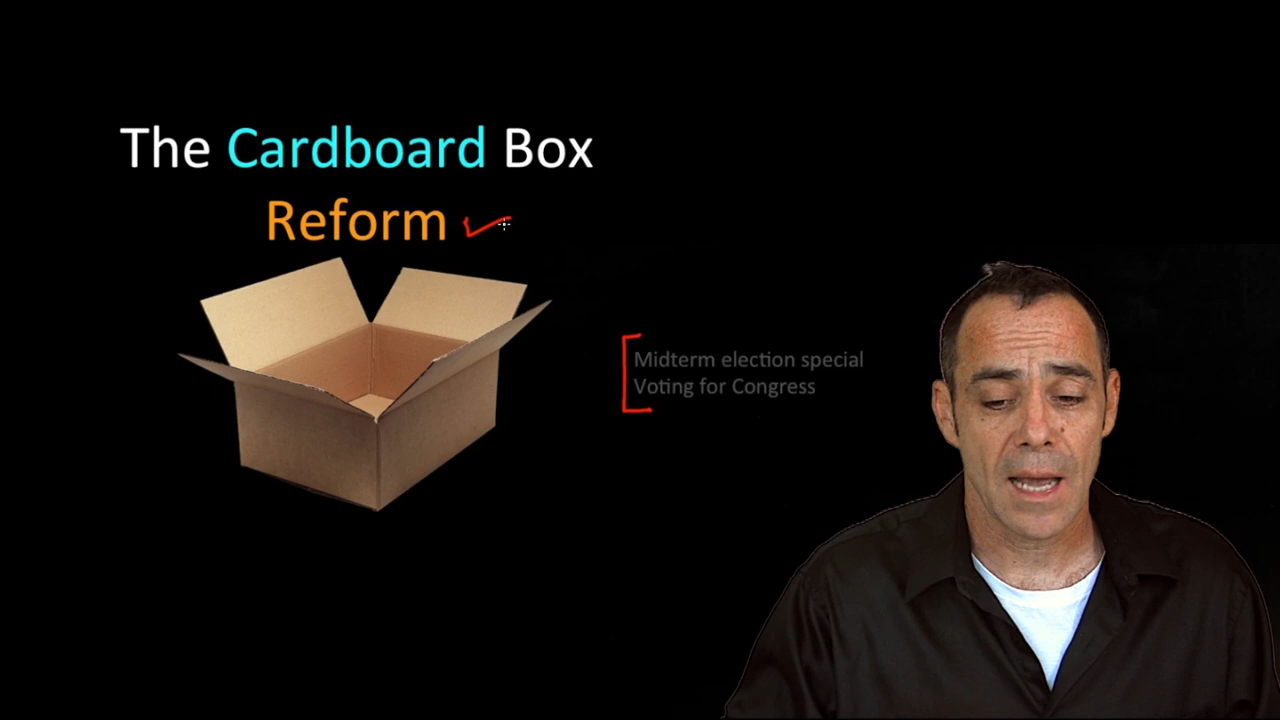 The Cardboard Box
Reform
Midterm election special
Voting for Congress